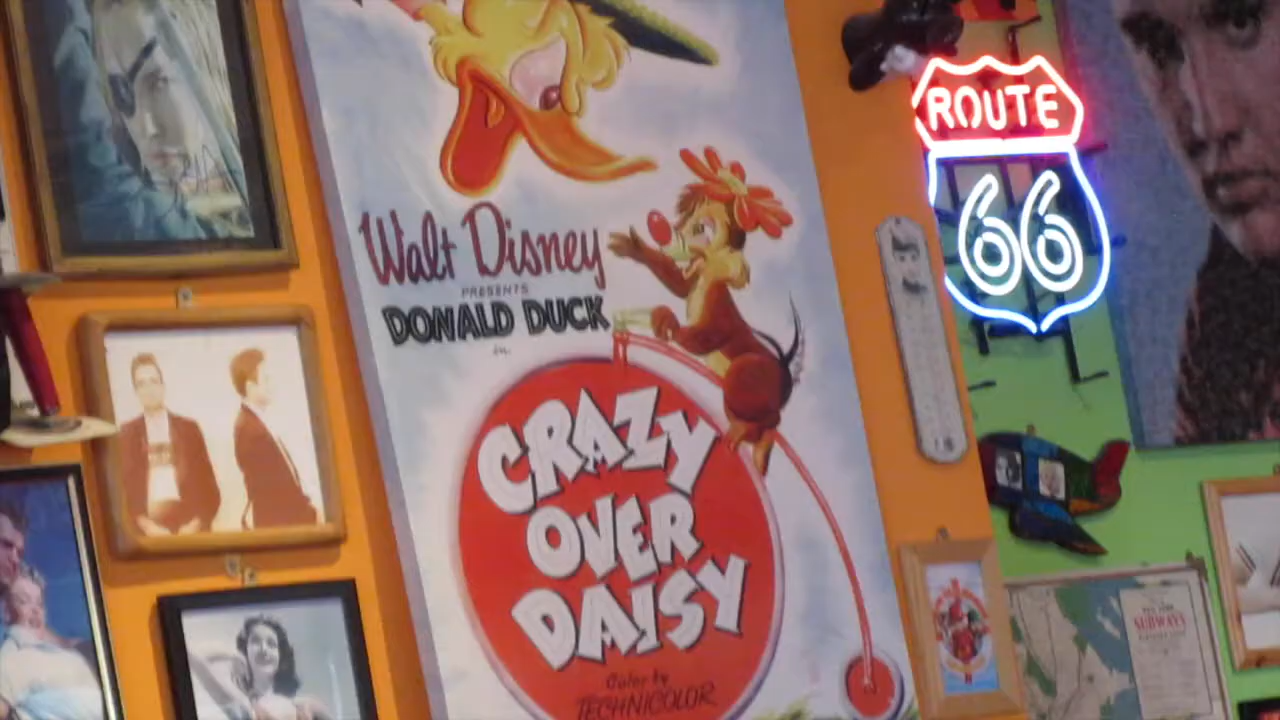 Walt Disney
PRESENTS
DONALD DUCK
in
CRAZY
OVER
DAISY
Color by
TECHNICOLOR
ROUTE
66
SUBWAYS